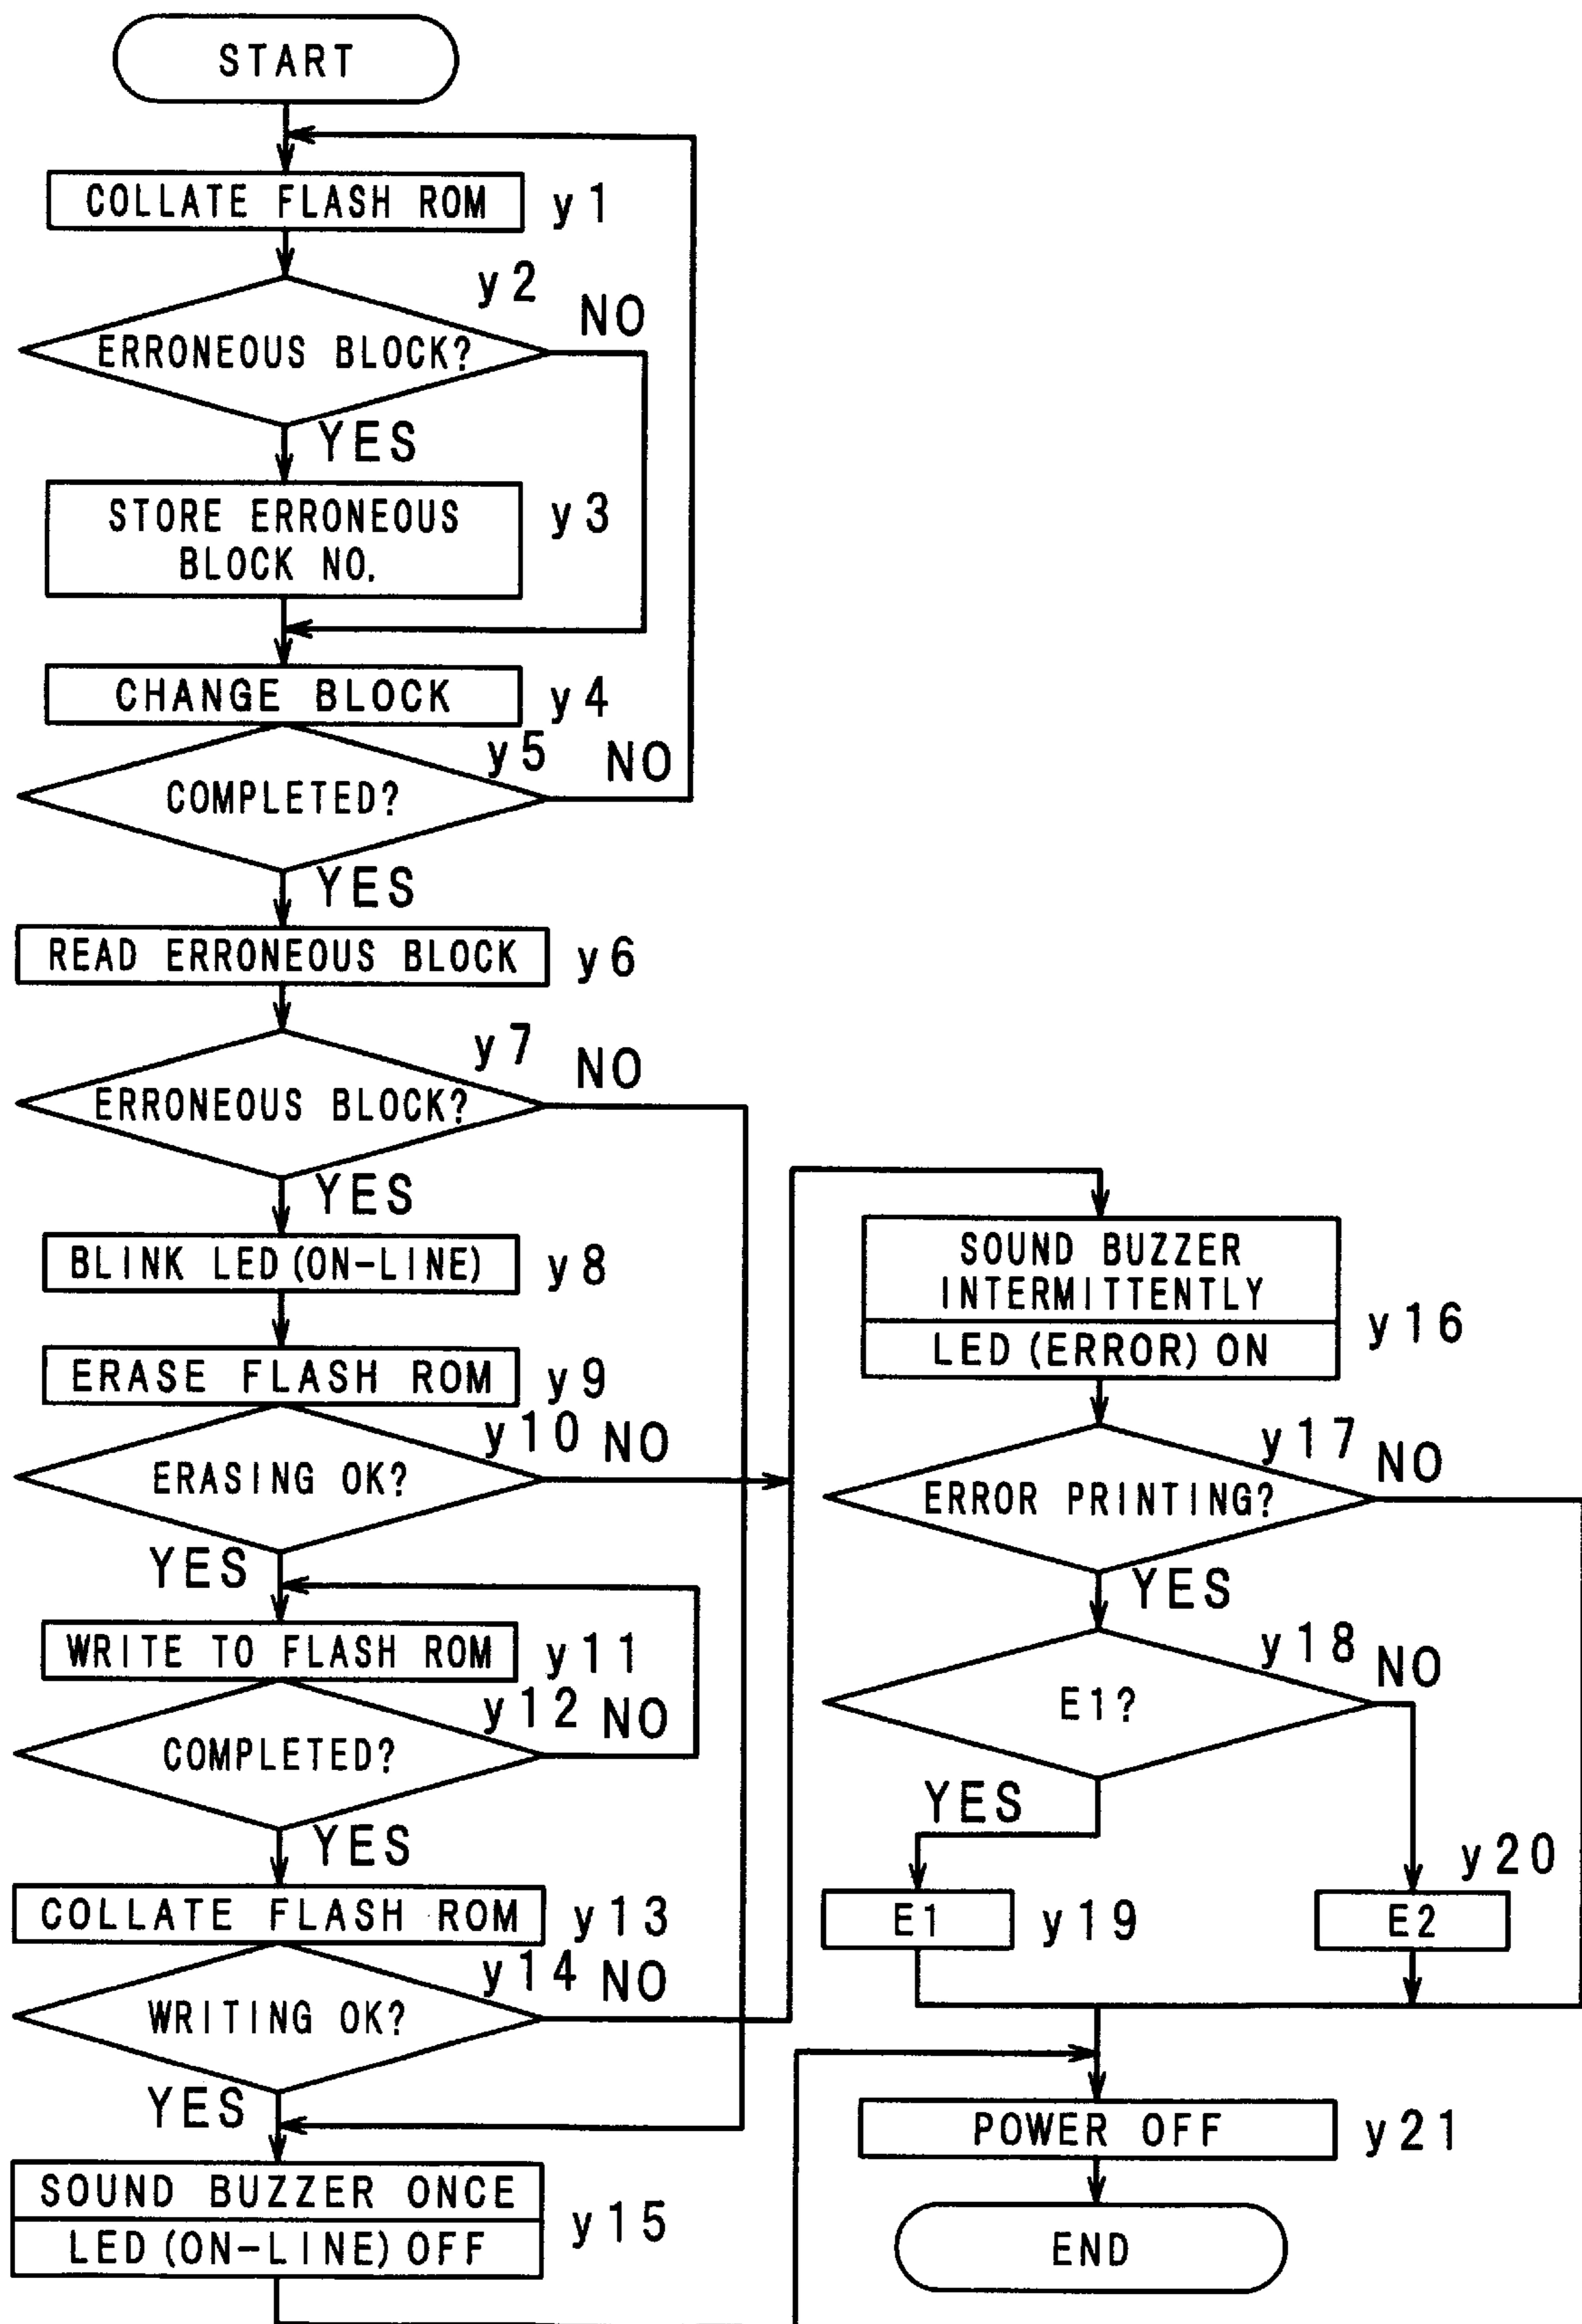 START
COLLATE FLASH ROM
y1
y2
NO
ERRONEOUS BLOCK?
YES
STORE ERRONEOUS
BLOCK NO.
y3
CHANGE BLOCK
y4
y5
NO
COMPLETED?
YES
READ ERRONEOUS BLOCK
y6
y7
NO
ERRONEOUS BLOCK?
YES
BLINK LED (ON-LINE)
y8
ERASE FLASH ROM
y9
y10
NO
ERASING OK?
YES
WRITE TO FLASH ROM
y11
y12
NO
COMPLETED?
YES
COLLATE FLASH ROM
y13
y14
NO
WRITING OK?
YES
SOUND BUZZER ONCE
LED (ON-LINE) OFF
y15
SOUND BUZZER
INTERMITTENTLY
LED (ERROR) ON
y16
y17
NO
ERROR PRINTING?
YES
y18
NO
E1?
YES
E1
y19
y20
E2
POWER OFF
y21
END